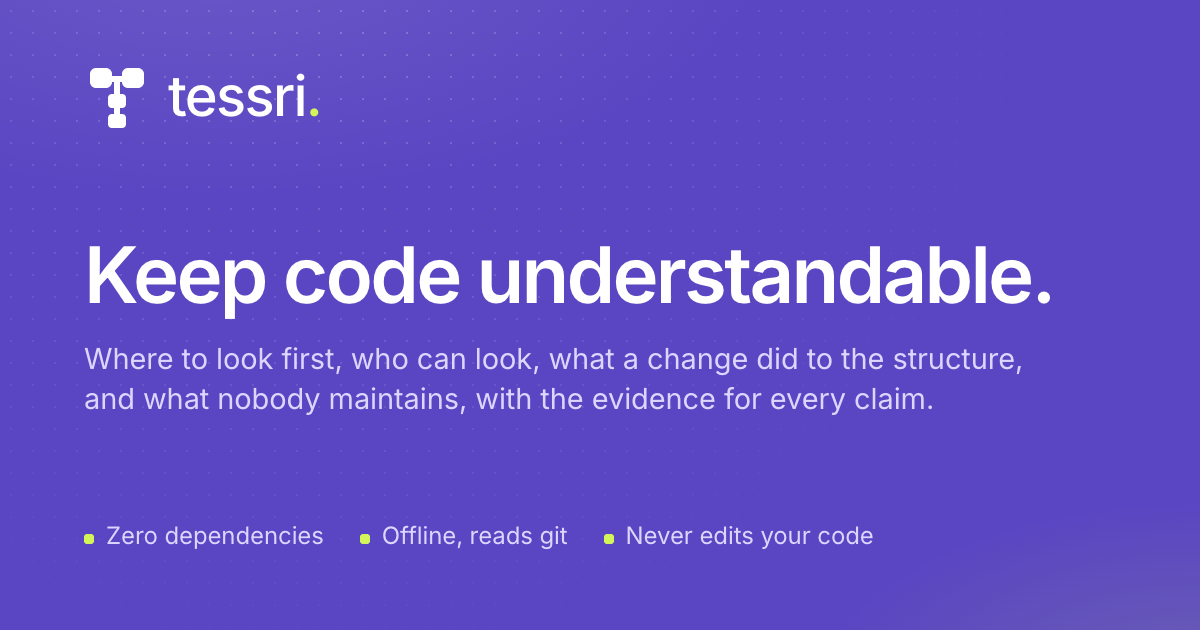 tessri.
Keep code understandable.
Where to look first, who can look, what a change did to the structure,
and what nobody maintains, with the evidence for every claim.
Zero dependencies
Offline, reads git
Never edits your code